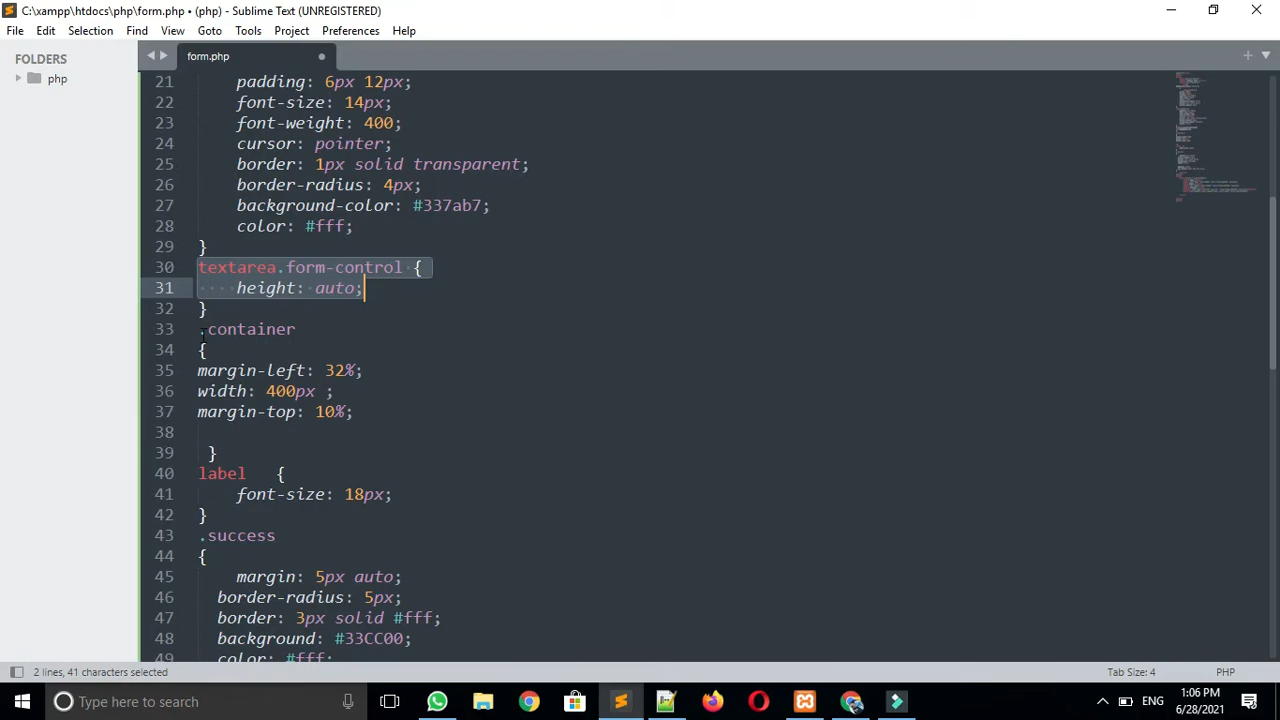 C:\xampp\htdocs\php\form.php • (php) - Sublime Text (UNREGISTERED)
File Edit Selection Find View Goto Tools Project Preferences Help
FOLDERS
php
form.php
21 padding: 6px 12px;
22 font-size: 14px;
23 font-weight: 400;
24 cursor: pointer;
25 border: 1px solid transparent;
26 border-radius: 4px;
27 background-color: #337ab7;
28 color: #fff;
29 }
30 textarea.form-control {
31 height: auto;
32 }
33 .container
34 {
35 margin-left: 32%;
36 width: 400px ;
37 margin-top: 10%;
38
39 }
40 label {
41 font-size: 18px;
42 }
43 .success
44 {
45 margin: 5px auto;
46 border-radius: 5px;
47 border: 3px solid #fff;
48 background: #33CC00;
49 color: #fff;
2 lines, 41 characters selected
Tab Size: 4 PHP
Type here to search
ENG
1:06 PM
6/28/2021